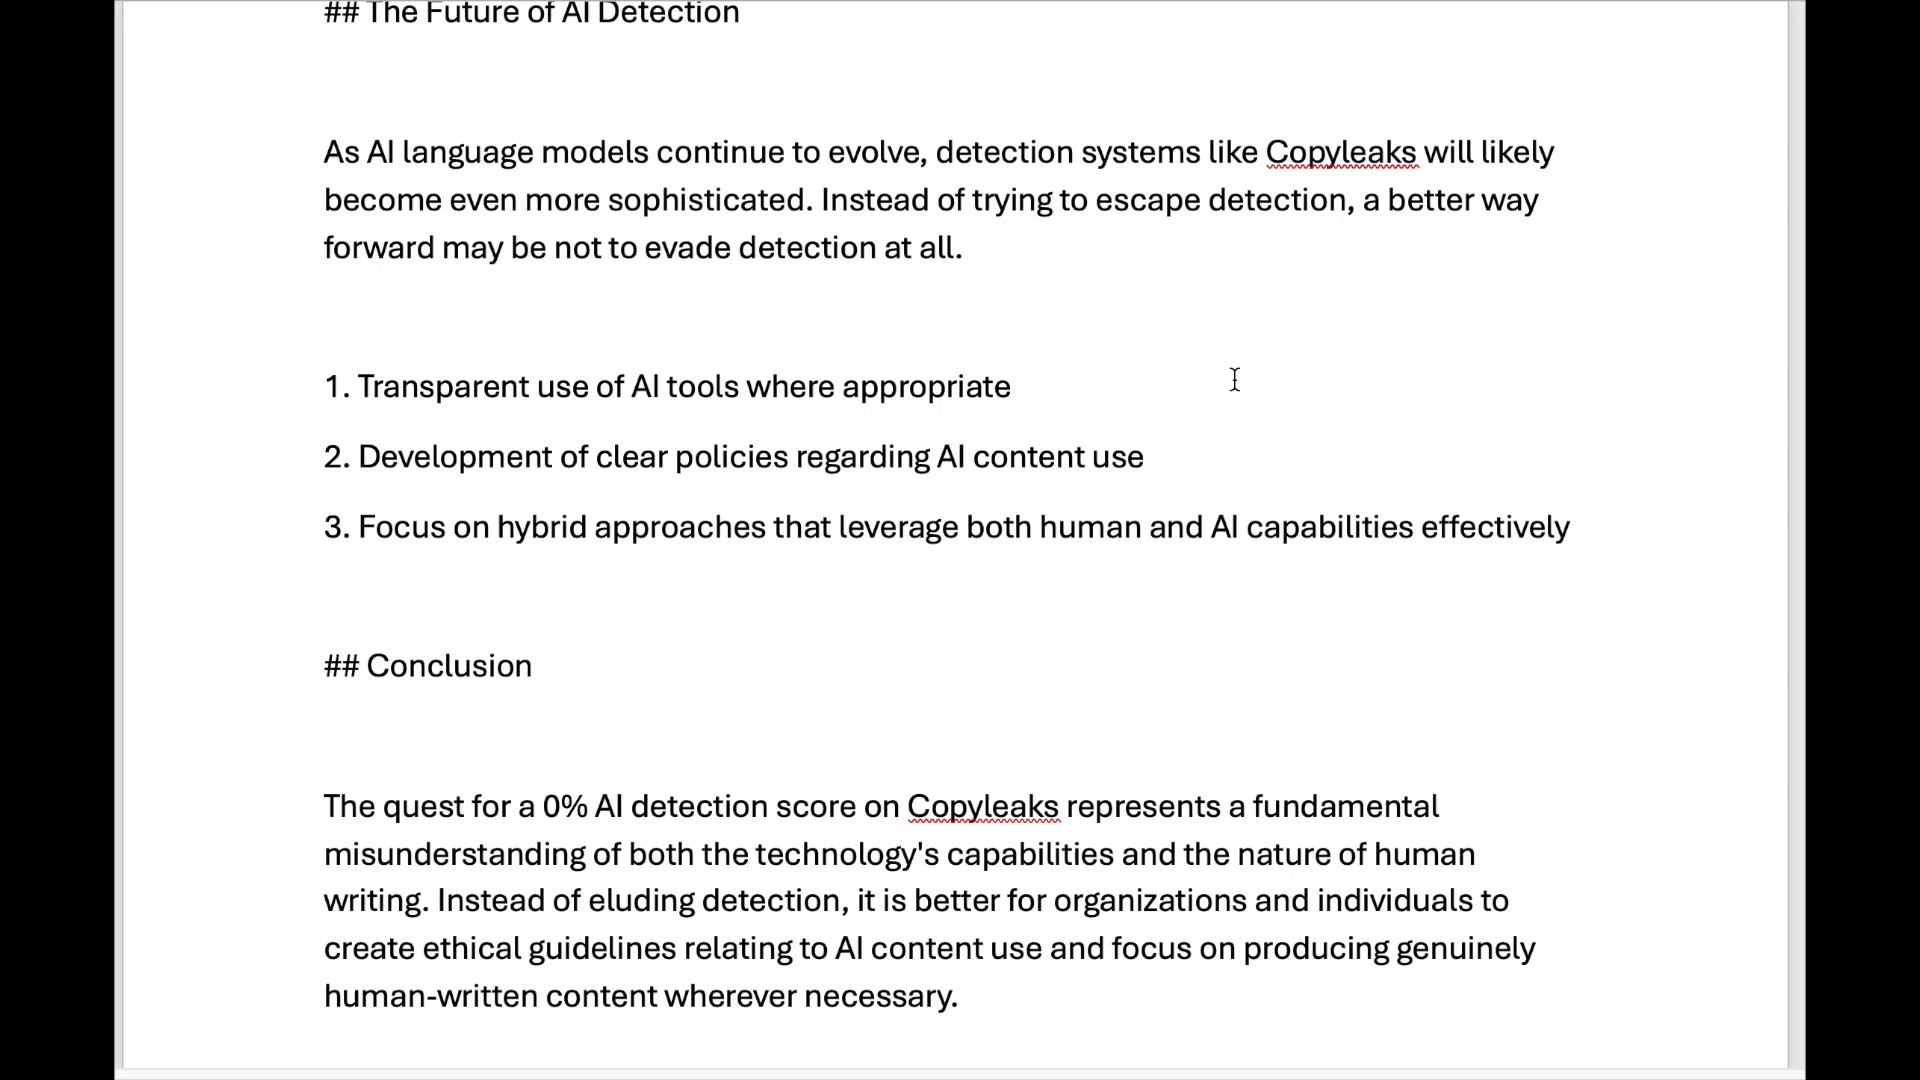 ## The Future of AI Detection
As AI language models continue to evolve, detection systems like Copyleaks will likely
become even more sophisticated. Instead of trying to escape detection, a better way
forward may be not to evade detection at all.
1. Transparent use of AI tools where appropriate
2. Development of clear policies regarding AI content use
3. Focus on hybrid approaches that leverage both human and AI capabilities effectively
## Conclusion
The quest for a 0% AI detection score on Copyleaks represents a fundamental
misunderstanding of both the technology's capabilities and the nature of human
writing. Instead of eluding detection, it is better for organizations and individuals to
create ethical guidelines relating to AI content use and focus on producing genuinely
human-written content wherever necessary.